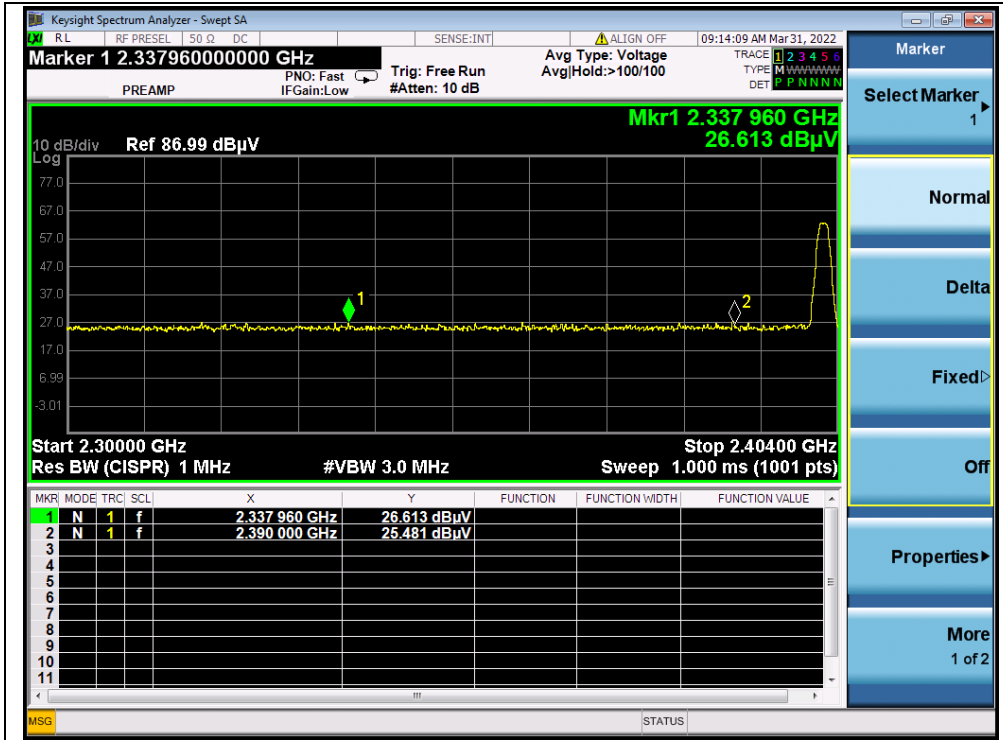 Keysight Spectrum Analyzer - Swept SA
LXI RL RF PRESEL 50 Ω DC SENSE:INT ALIGN OFF 09:14:09 AM Mar 31, 2022
Marker 1 2.337960000000 GHz
PREAMP
PNO: Fast
IFGain:Low
Trig: Free Run
#Atten: 10 dB
Avg Type: Voltage
Avg|Hold:>100/100
TRACE 1 2 3 4 5 6
TYPE M W W W W W
DET P P N N N N
Mkr1 2.337 960 GHz
26.613 dBµV
10 dB/div Ref 86.99 dBµV
Log
77.0
67.0
57.0
47.0
37.0
27.0
17.0
6.99
-3.01
1
2
Start 2.30000 GHz Stop 2.40400 GHz
Res BW (CISPR) 1 MHz #VBW 3.0 MHz Sweep 1.000 ms (1001 pts)
MKR MODE TRC SCL X Y FUNCTION FUNCTION WIDTH FUNCTION VALUE
1 N 1 f 2.337 960 GHz 26.613 dBµV
2 N 1 f 2.390 000 GHz 25.481 dBµV
3
4
5
6
7
8
9
10
11
MSG STATUS
Marker
Select Marker
1
Normal
Delta
Fixed
Off
Properties
More
1 of 2